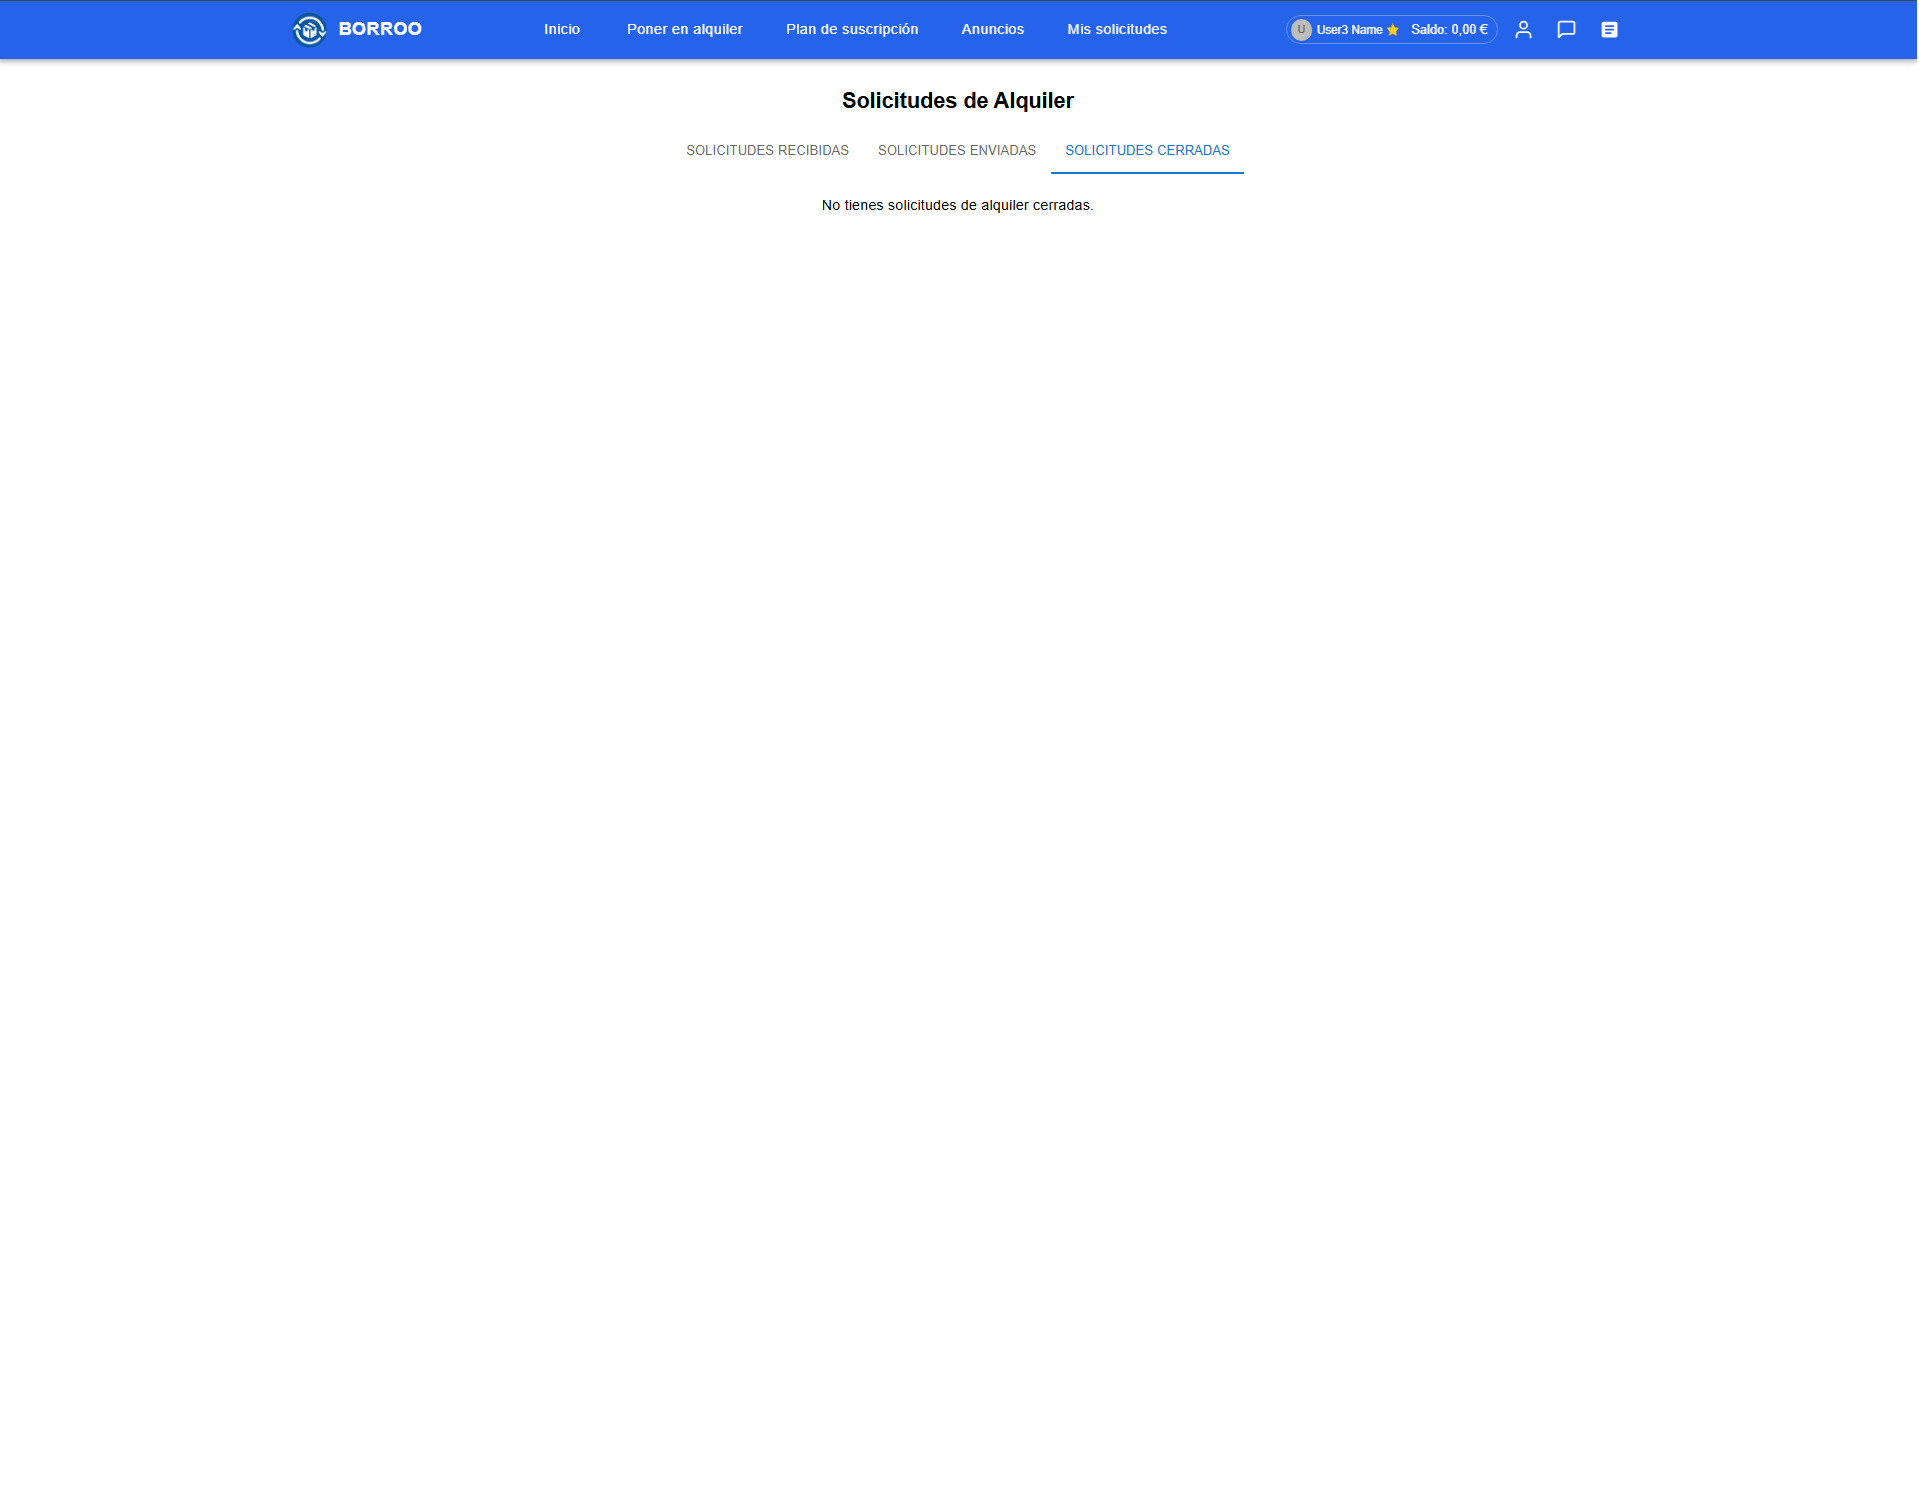 BORROO Inicio Poner en alquiler Plan de suscripción Anuncios Mis solicitudes U User3 Name Saldo: 0,00 €
Solicitudes de Alquiler
SOLICITUDES RECIBIDAS SOLICITUDES ENVIADAS SOLICITUDES CERRADAS
No tienes solicitudes de alquiler cerradas.